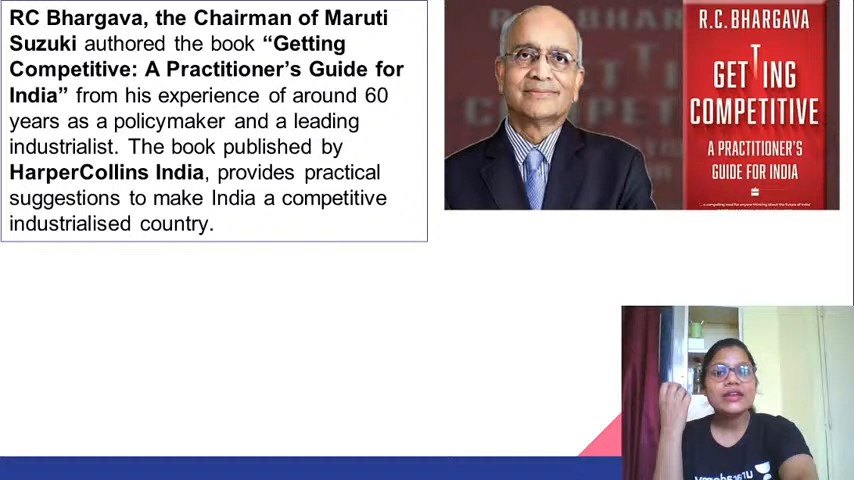 RC Bhargava, the Chairman of Maruti
Suzuki authored the book “Getting
Competitive: A Practitioner’s Guide for
India” from his experience of around 60
years as a policymaker and a leading
industrialist. The book published by
HarperCollins India, provides practical
suggestions to make India a competitive
industrialised country.
R.C. BHARGAVA
GETTING
COMPETITIVE
A PRACTITIONER'S
GUIDE FOR INDIA